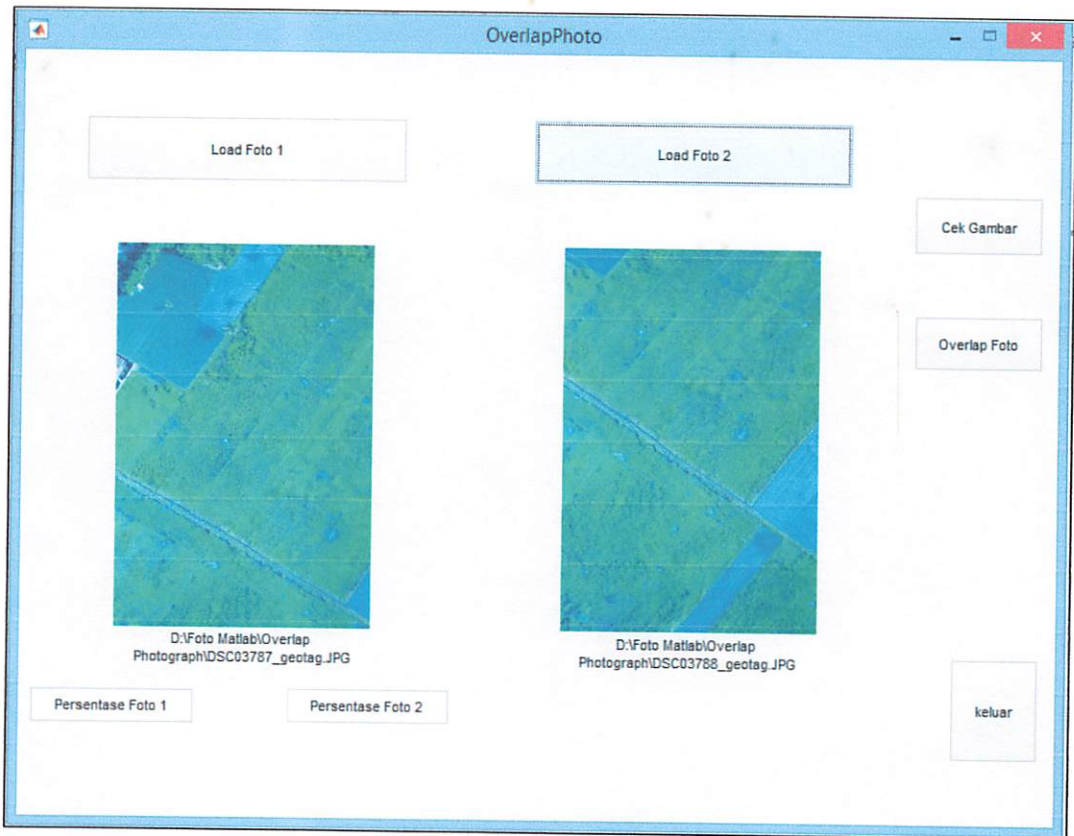 OverlapPhoto
Load Foto 1
Load Foto 2
Cek Gambar
Overlap Foto
D:\Foto Matlab\Overlap
Photograph\DSC03787_geotag.JPG
D:\Foto Matlab\Overlap
Photograph\DSC03788_geotag.JPG
Persentase Foto 1
Persentase Foto 2
keluar